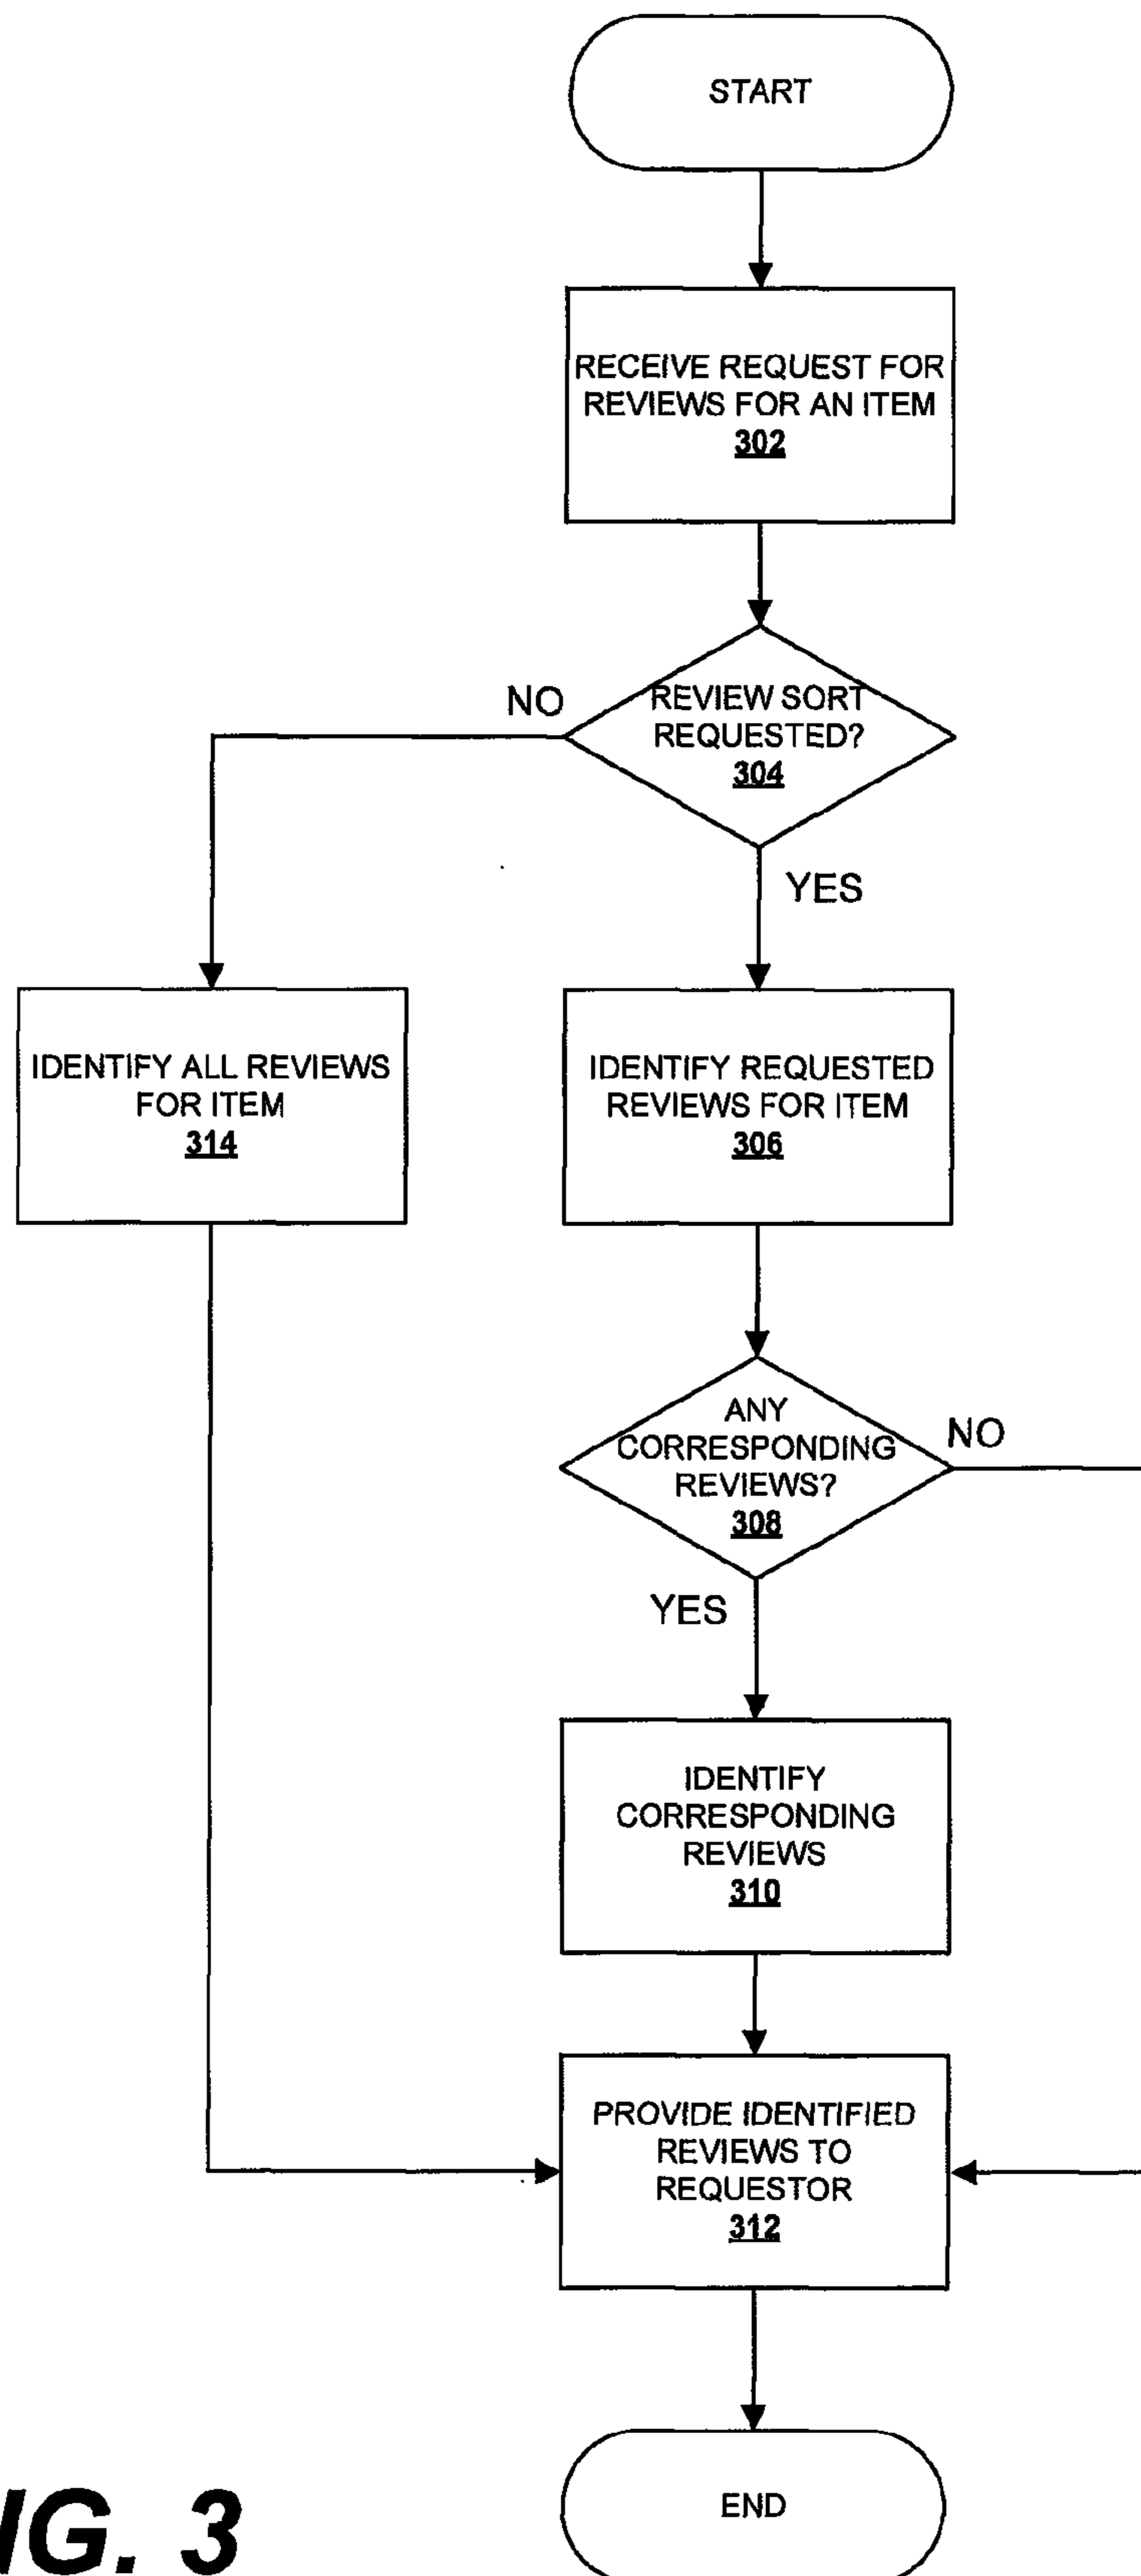 START
RECEIVE REQUEST FOR
REVIEWS FOR AN ITEM
302
NO
REVIEW SORT
REQUESTED?
304
YES
IDENTIFY ALL REVIEWS
FOR ITEM
314
IDENTIFY REQUESTED
REVIEWS FOR ITEM
306
ANY
CORRESPONDING
REVIEWS?
308
NO
YES
IDENTIFY
CORRESPONDING
REVIEWS
310
PROVIDE IDENTIFIED
REVIEWS TO
REQUESTOR
312
END
IG. 3